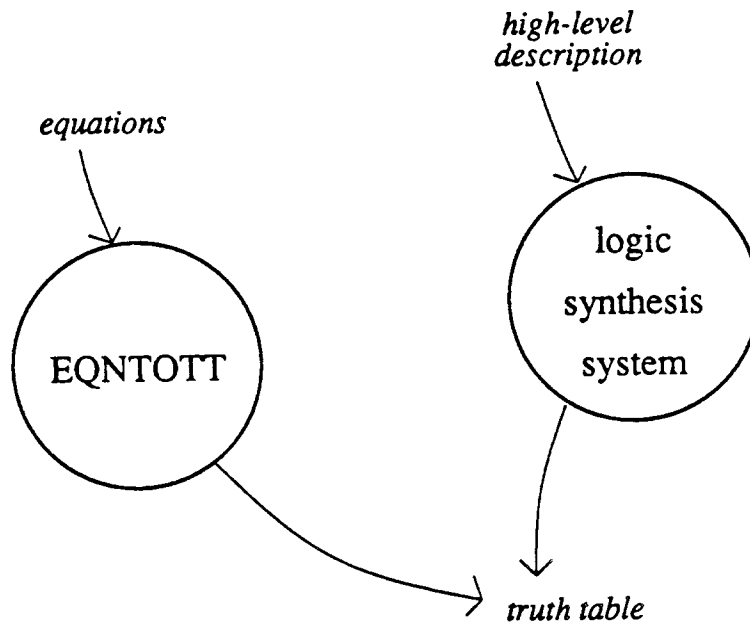 high-level
description
equations
logic
synthesis
system
EQNTOTT
truth table